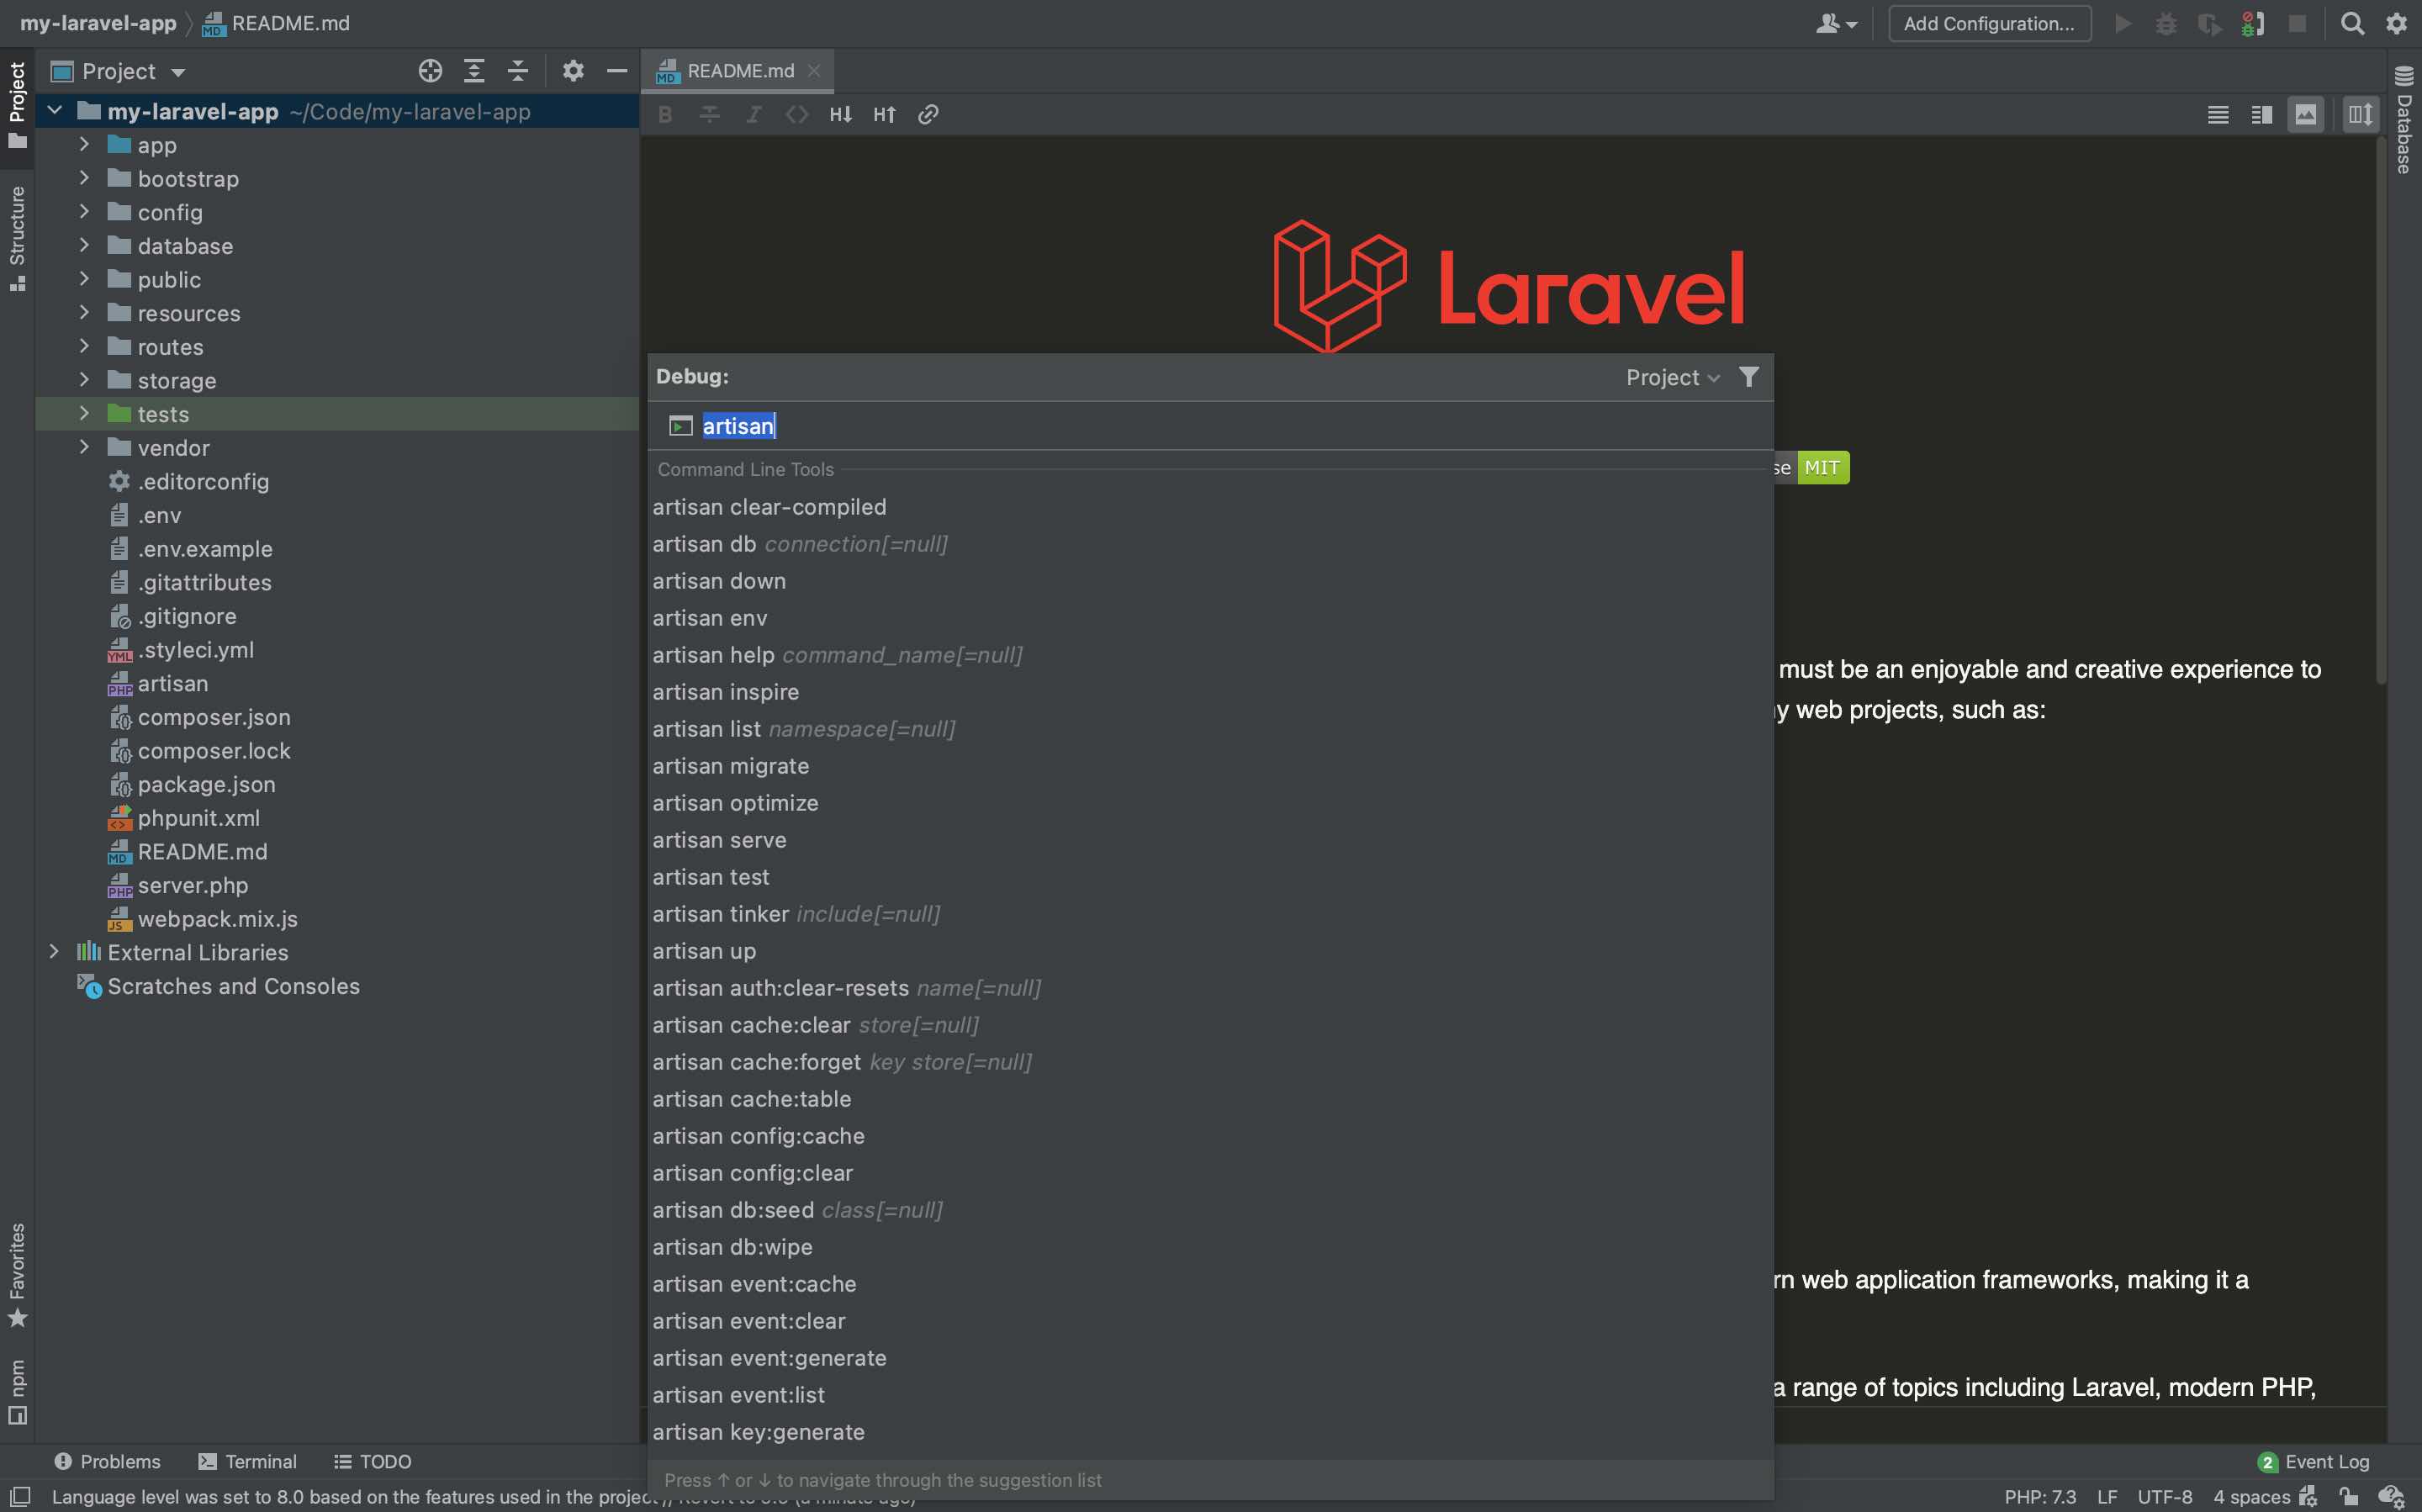 my-laravel-app README.md
Add Configuration...
Project
README.md
Project
Structure
Favorites
npm
Database
my-laravel-app ~/Code/my-laravel-app
app
bootstrap
config
database
public
resources
routes
storage
tests
vendor
.editorconfig
.env
.env.example
.gitattributes
.gitignore
.styleci.yml
artisan
composer.json
composer.lock
package.json
phpunit.xml
README.md
server.php
webpack.mix.js
External Libraries
Scratches and Consoles
Laravel
Debug:
Project
artisan
Command Line Tools
artisan clear-compiled
artisan db connection[=null]
artisan down
artisan env
artisan help command_name[=null]
artisan inspire
artisan list namespace[=null]
artisan migrate
artisan optimize
artisan serve
artisan test
artisan tinker include[=null]
artisan up
artisan auth:clear-resets name[=null]
artisan cache:clear store[=null]
artisan cache:forget key store[=null]
artisan cache:table
artisan config:cache
artisan config:clear
artisan db:seed class[=null]
artisan db:wipe
artisan event:cache
artisan event:clear
artisan event:generate
artisan event:list
artisan key:generate
Press ↑ or ↓ to navigate through the suggestion list
se MIT
must be an enjoyable and creative experience to
y web projects, such as:
rn web application frameworks, making it a
a range of topics including Laravel, modern PHP,
Problems
Terminal
TODO
2 Event Log
Language level was set to 8.0 based on the features used in the project
PHP: 7.3
LF
UTF-8
4 spaces